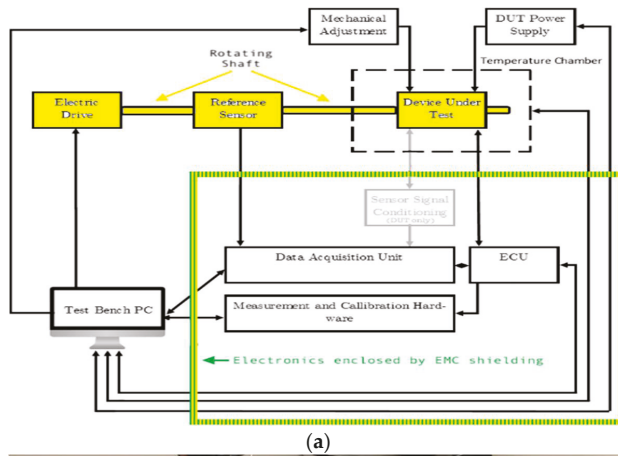 Mechanical
Adjustment
DUT Power
Supply
Rotating
Shaft
Temperature Chamber
Electric
Drive
Reference
Sensor
Device Under
Test
Sensor Signal
Conditioning
(DUT only)
Data Acquisition Unit
ECU
Test Bench PC
Measurement and Callibration Hard-
ware
Electronics enclosed by EMC shielding
(a)